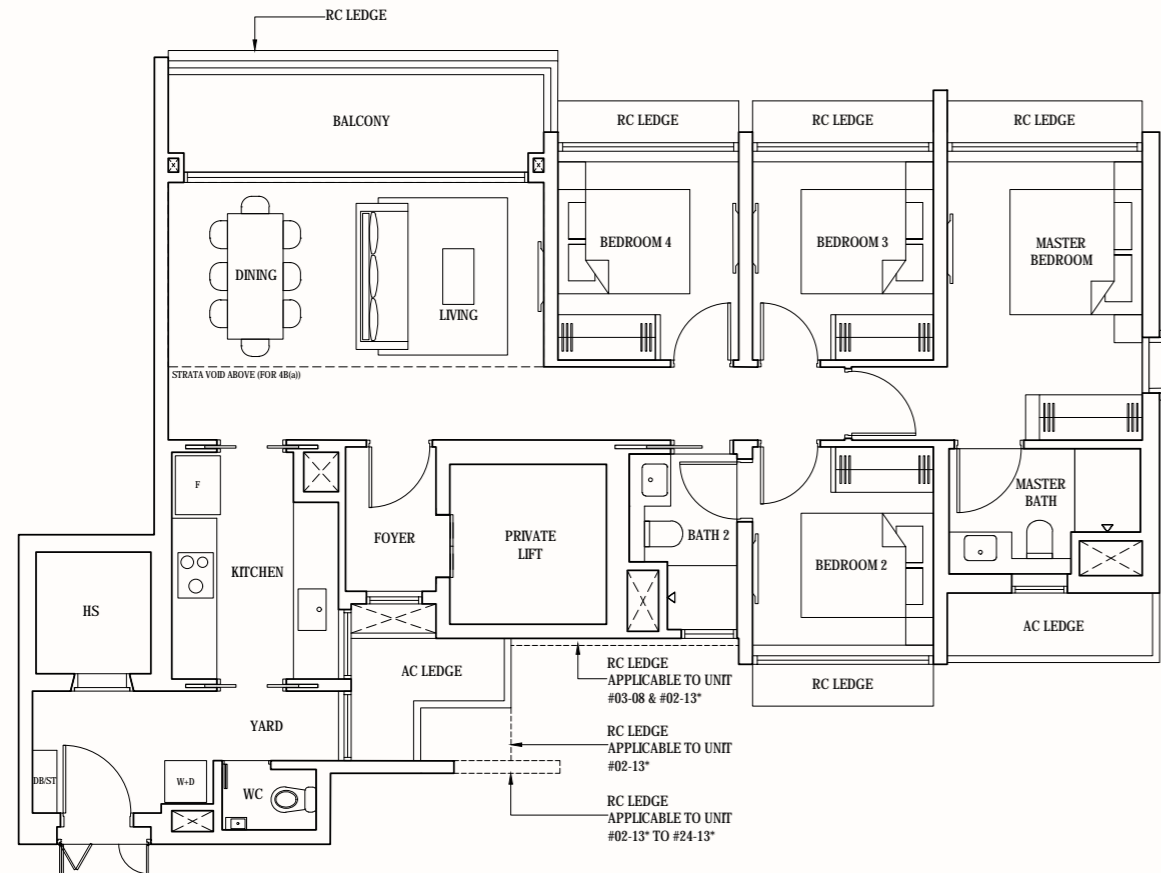 RC LEDGE
BALCONY
RC LEDGE
RC LEDGE
RC LEDGE
BEDROOM 4
BEDROOM 3
MASTER
BEDROOM
DINING
LIVING
STRATA VOID ABOVE (FOR 4B(a))
F
KITCHEN
FOYER
PRIVATE
LIFT
BATH 2
BEDROOM 2
MASTER
BATH
HS
AC LEDGE
AC LEDGE
RC LEDGE
RC LEDGE
APPLICABLE TO UNIT
#03-08 & #02-13*
YARD
RC LEDGE
APPLICABLE TO UNIT
#02-13*
DB/ST
W+D
WC
RC LEDGE
APPLICABLE TO UNIT
#02-13* TO #24-13*